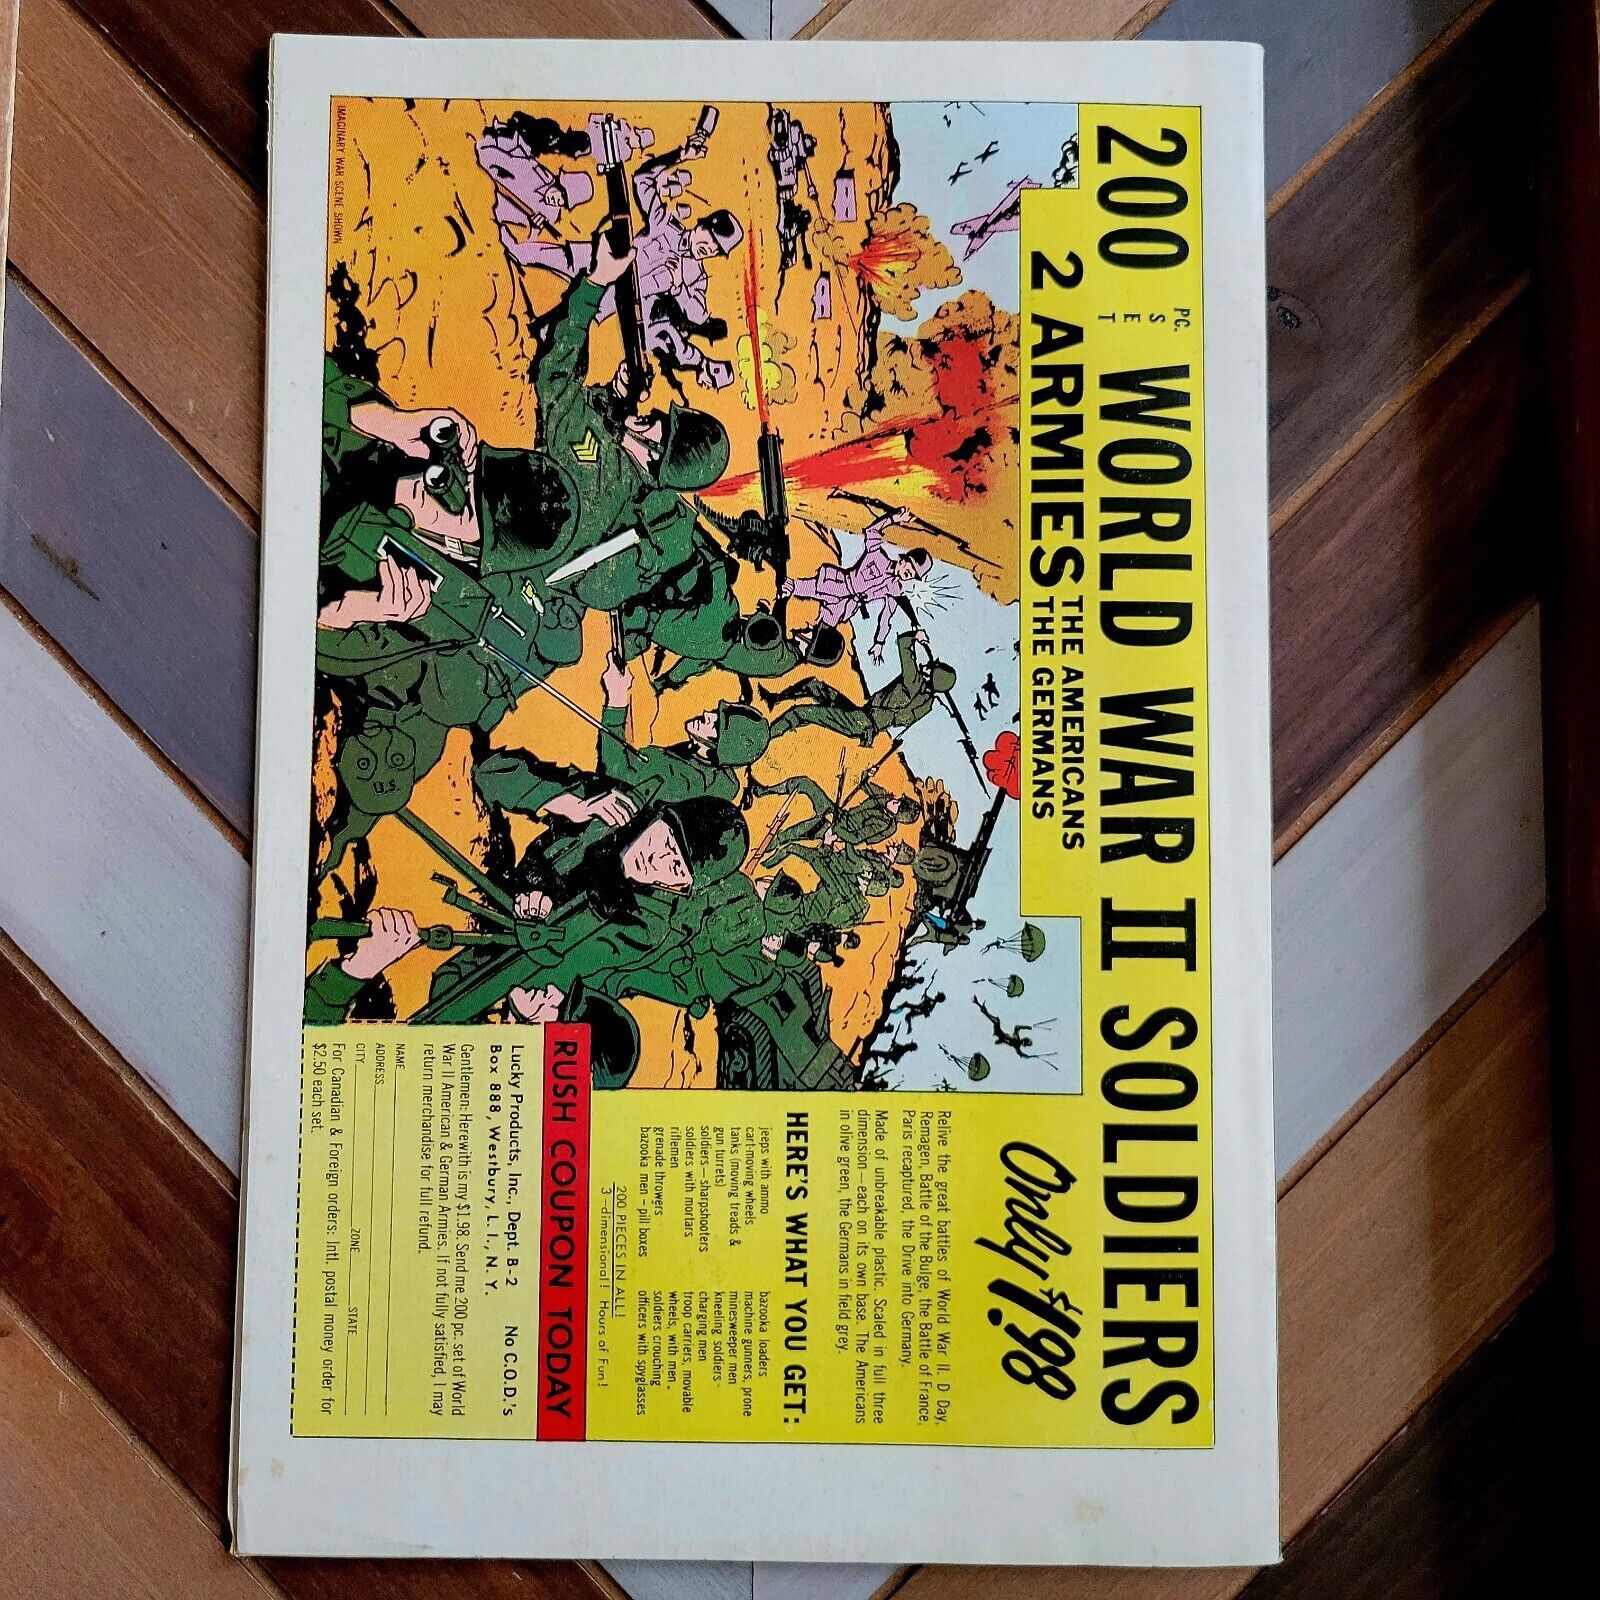 200 PC. SET WORLD WAR II SOLDIERS
2 ARMIES THE AMERICANS
THE GERMANS
Only $1.98
Relive the great battles of World War II. D Day,
Remagen, Battle of the Bulge, the Battle of France,
Paris recaptured, the Drive into Germany.
Made of unbreakable plastic. Scaled in full three
dimension—each on its own base. The Americans
in olive green, the Germans in field grey.
HERE'S WHAT YOU GET:
jeeps with ammo
cart-moving wheels
tanks (moving treads &
gun turrets)
soldiers—sharpshooters
soldiers with mortars
riflemen
grenade throwers
bazooka men – pill boxes
bazooka loaders
machine gunners, prone
minesweeper men
kneeling soldiers
charging men
troop carriers, movable
wheels, with men.
soldiers crouching
officers with spyglasses
200 PIECES IN ALL!
3–dimensional! Hours of Fun!
RUSH COUPON TODAY
Lucky Products, Inc., Dept. B-2 No C.O.D.'s
Box 888, Westbury, L. I., N. Y.
Gentlemen: Herewith is my $1.98. Send me 200 pc. set of World
War II American & German Armies. If not fully satisfied, I may
return merchandise for full refund.
NAME
ADDRESS
CITY ZONE STATE
For Canadian & Foreign orders: Intl. postal money order for
$2.50 each set.
IMAGINARY WAR SCENE SHOWN
U.S.